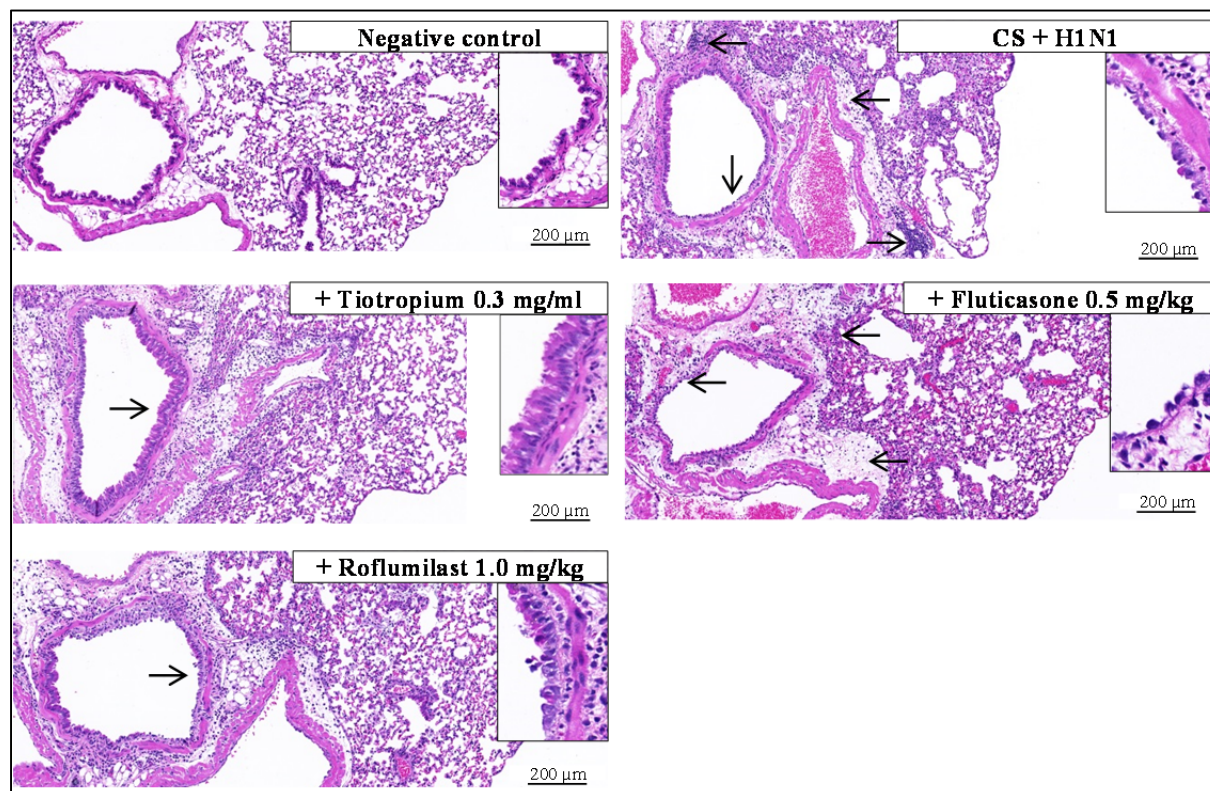 Negative control
200 µm
CS + H1N1
200 µm
+ Tiotropium 0.3 mg/ml
200 µm
+ Fluticasone 0.5 mg/kg
200 µm
+ Roflumilast 1.0 mg/kg
200 µm